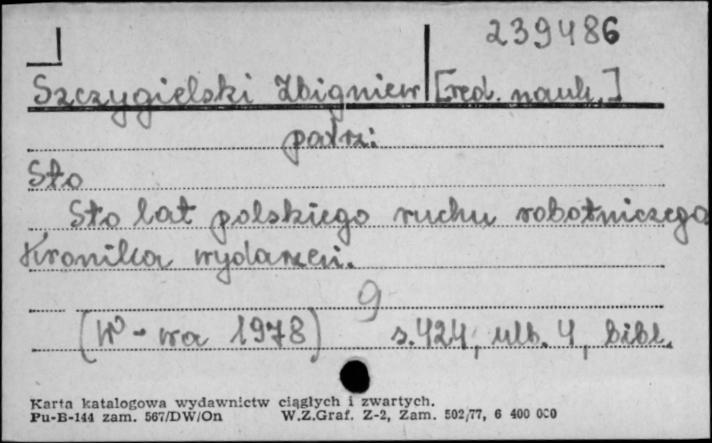 239486
Szczygielski Zbigniew [red. nauk.]
patrz:
Sto
Sto lat polskiego ruchu robotniczego
Kronika wydarzeń.
9
(W-wa 1978) s. 424, ulb. 4, bibl.
Karta katalogowa wydawnictw ciągłych i zwartych.
Pu-B-144 zam. 567/DW/On W.Z.Graf. Z-2, Zam. 502/77, 6 400 000